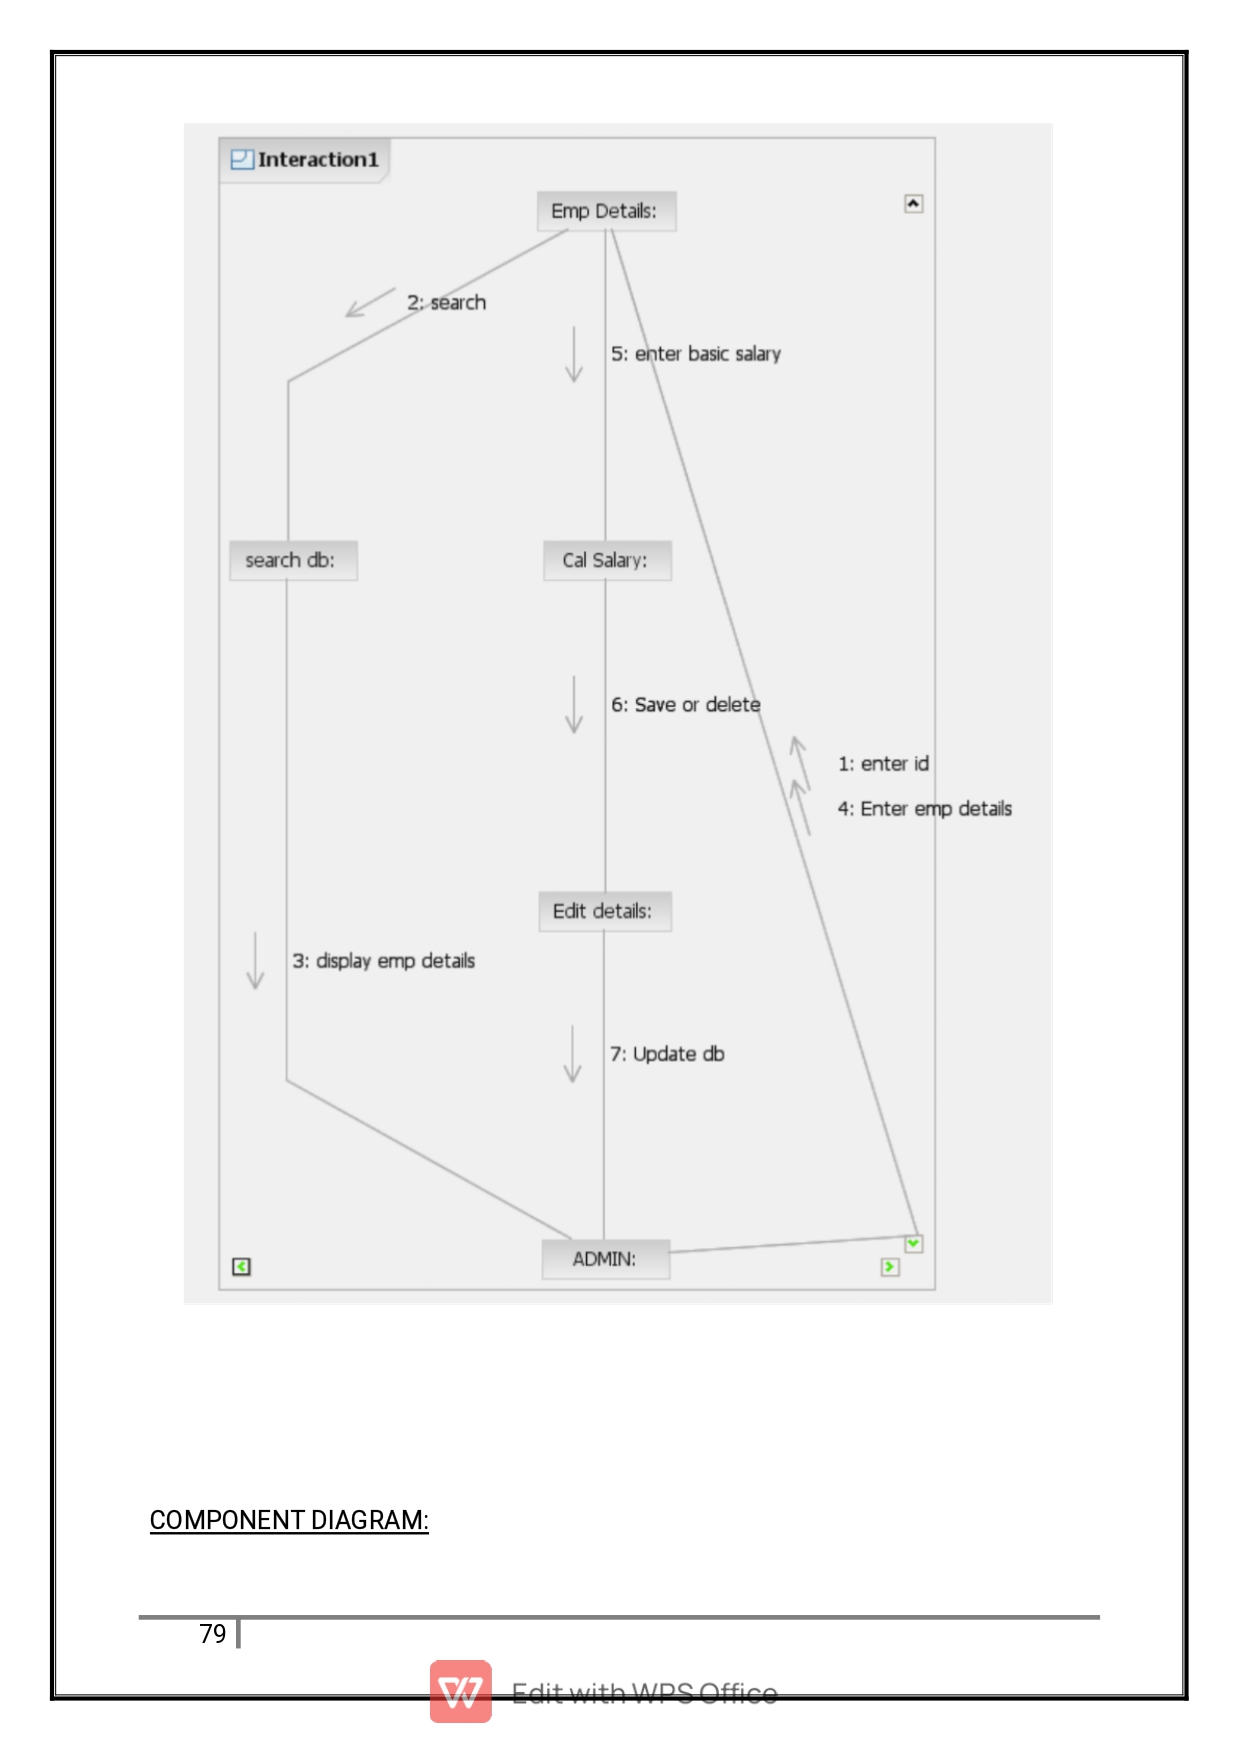 Interaction1
Emp Details:
2: search
5: enter basic salary
search db:
Cal Salary:
6: Save or delete
1: enter id
4: Enter emp details
Edit details:
3: display emp details
7: Update db
ADMIN:
COMPONENT DIAGRAM:
79
Edit with WPS Office